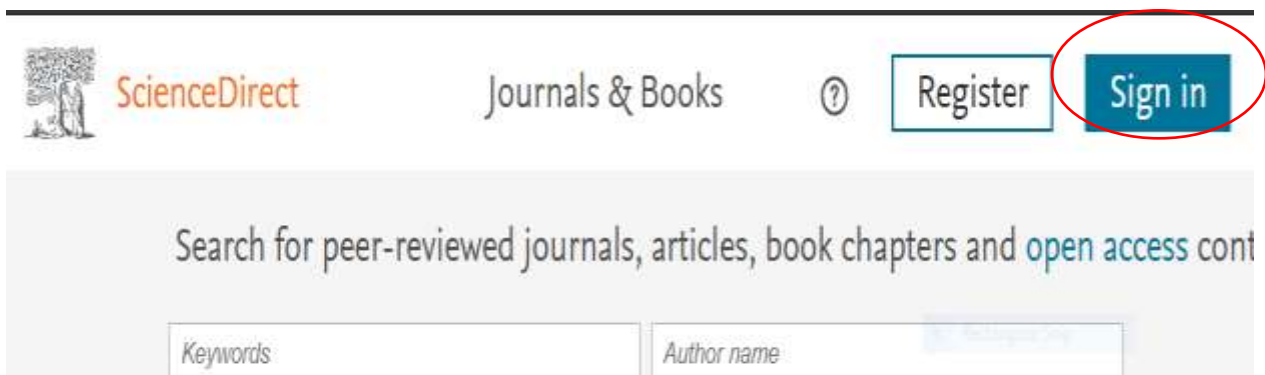 ScienceDirect Journals & Books ? Register Sign in
Search for peer-reviewed journals, articles, book chapters and open access cont
Keywords Author name